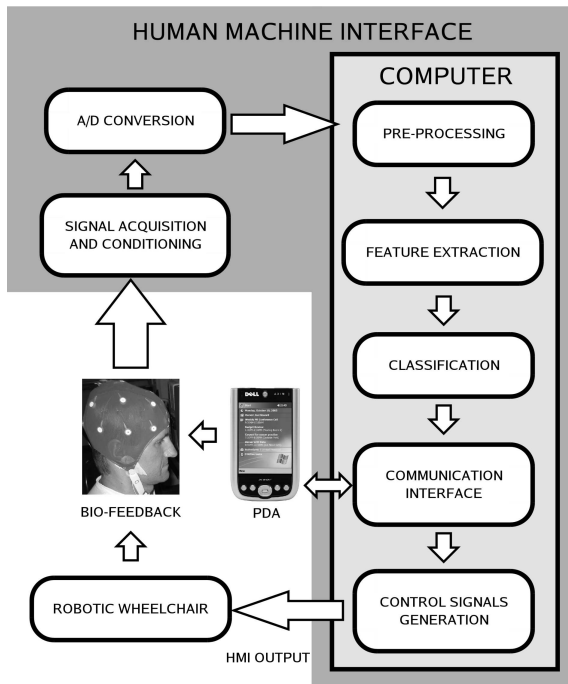 HUMAN MACHINE INTERFACE
COMPUTER
A/D CONVERSION
PRE-PROCESSING
SIGNAL ACQUISITION
AND CONDITIONING
FEATURE EXTRACTION
CLASSIFICATION
DELL
COMMUNICATION
INTERFACE
BIO-FEEDBACK
PDA
ROBOTIC WHEELCHAIR
CONTROL SIGNALS
GENERATION
HMI OUTPUT